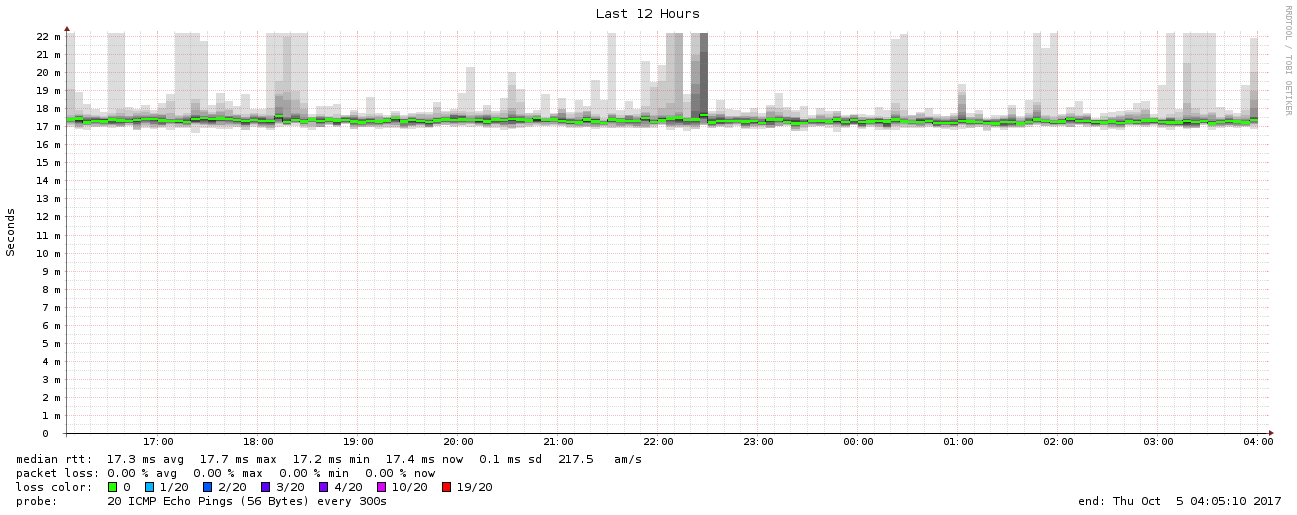 Last 12 Hours
RRDTOOL / TOBI OETIKER
Seconds
22 m
21 m
20 m
19 m
18 m
17 m
16 m
15 m
14 m
13 m
12 m
11 m
10 m
9 m
8 m
7 m
6 m
5 m
4 m
3 m
2 m
1 m
0
17:00 18:00 19:00 20:00 21:00 22:00 23:00 00:00 01:00 02:00 03:00 04:00
median rtt: 17.3 ms avg 17.7 ms max 17.2 ms min 17.4 ms now 0.1 ms sd 217.5 am/s
packet loss: 0.00 % avg 0.00 % max 0.00 % min 0.00 % now
loss color: 0 1/20 2/20 3/20 4/20 10/20 19/20
probe: 20 ICMP Echo Pings (56 Bytes) every 300s end: Thu Oct 5 04:05:10 2017